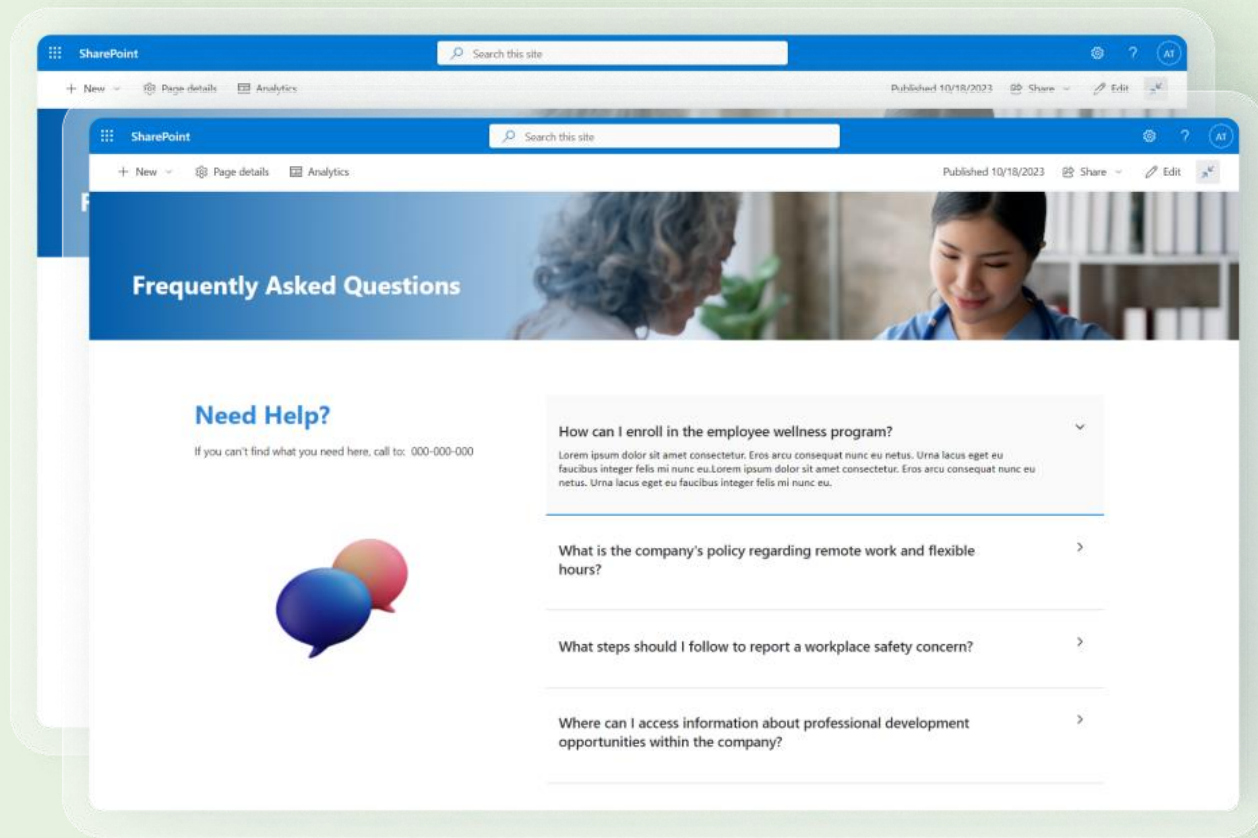 SharePoint
Search this site
?
AT
+ New
Page details
Analytics
Published 10/18/2023
Share
Edit
F
SharePoint
Search this site
?
AT
+ New
Page details
Analytics
Published 10/18/2023
Share
Edit
Frequently Asked Questions
Need Help?
If you can't find what you need here, call to: 000-000-000
How can I enroll in the employee wellness program?
Lorem ipsum dolor sit amet consectetur. Eros arcu consequat nunc eu netus. Urna lacus eget eu
faucibus integer felis mi nunc eu.Lorem ipsum dolor sit amet consectetur. Eros arcu consequat nunc eu
netus. Urna lacus eget eu faucibus integer felis mi nunc eu.
What is the company's policy regarding remote work and flexible
hours?
What steps should I follow to report a workplace safety concern?
Where can I access information about professional development
opportunities within the company?